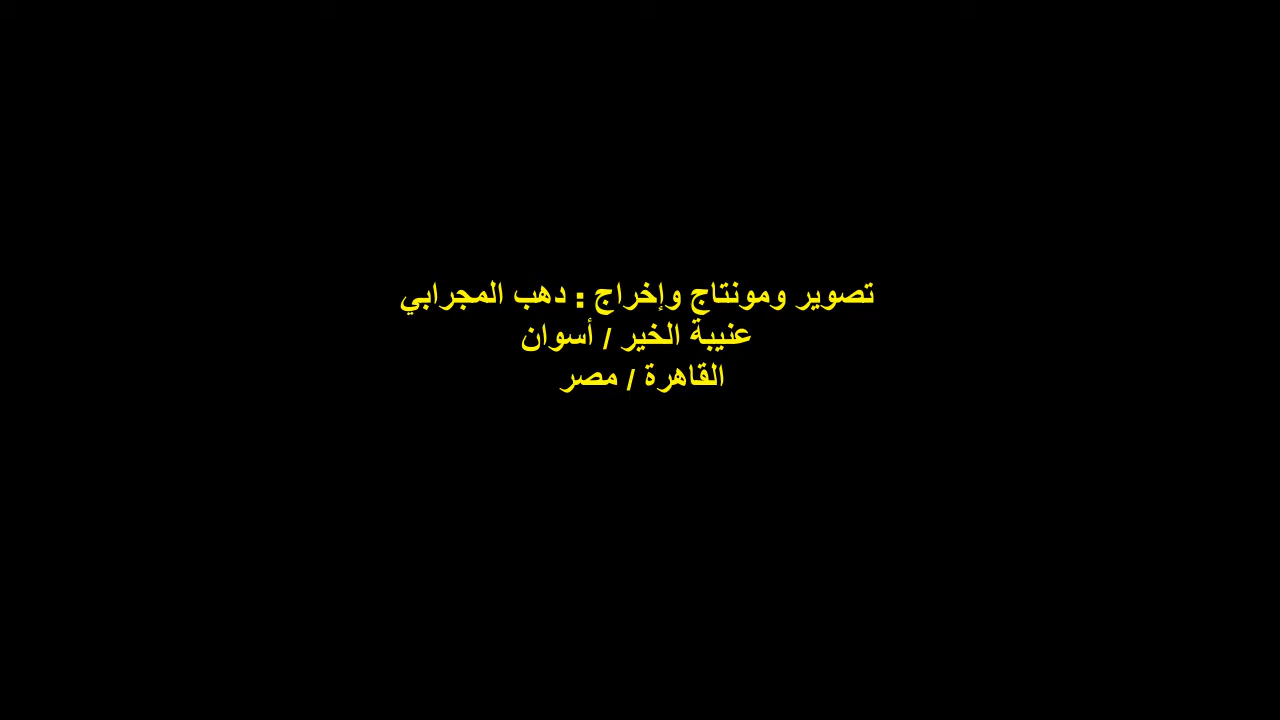 تصوير ومونتاج وإخراج : دهب المجرابي
عنيبة الخير / أسوان
القاهرة / مصر